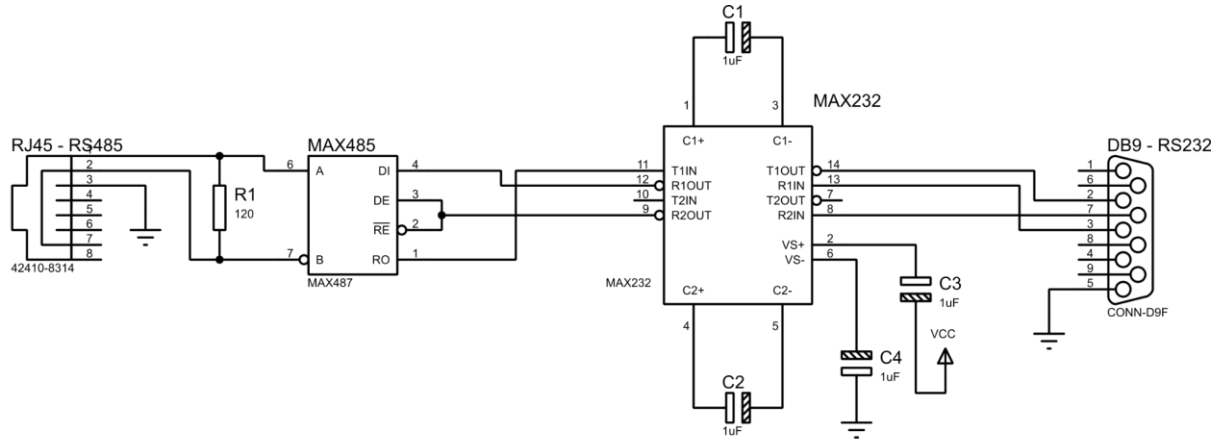 C1
1uF
MAX232
1
3
C1+
C1-
RJ45 - RS485
1
2
3
4
5
6
7
8
42410-8314
R1
120
MAX485
6
A
7
B
DI
4
DE
3
RE
2
RO
1
MAX487
11
T1IN
12
R1OUT
10
T2IN
9
R2OUT
T1OUT
14
R1IN
13
T2OUT
7
R2IN
8
VS+
2
VS-
6
MAX232
C2+
C2-
4
5
C2
1uF
C3
1uF
VCC
C4
1uF
DB9 - RS232
1
6
2
7
3
8
4
9
5
CONN-D9F